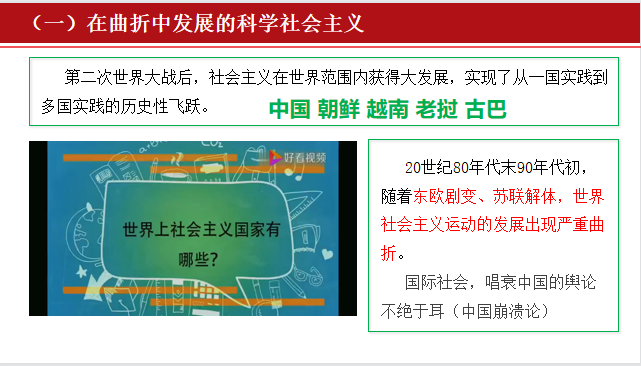 （一）在曲折中发展的科学社会主义
第二次世界大战后，社会主义在世界范围内获得大发展，实现了从一国实践到
多国实践的历史性飞跃。
中国 朝鲜 越南 老挝 古巴
好看视频
世界上社会主义国家有
哪些？
20世纪80年代末90年代初，
随着东欧剧变、苏联解体，世界
社会主义运动的发展出现严重曲
折。
国际社会，唱衰中国的舆论
不绝于耳（中国崩溃论）